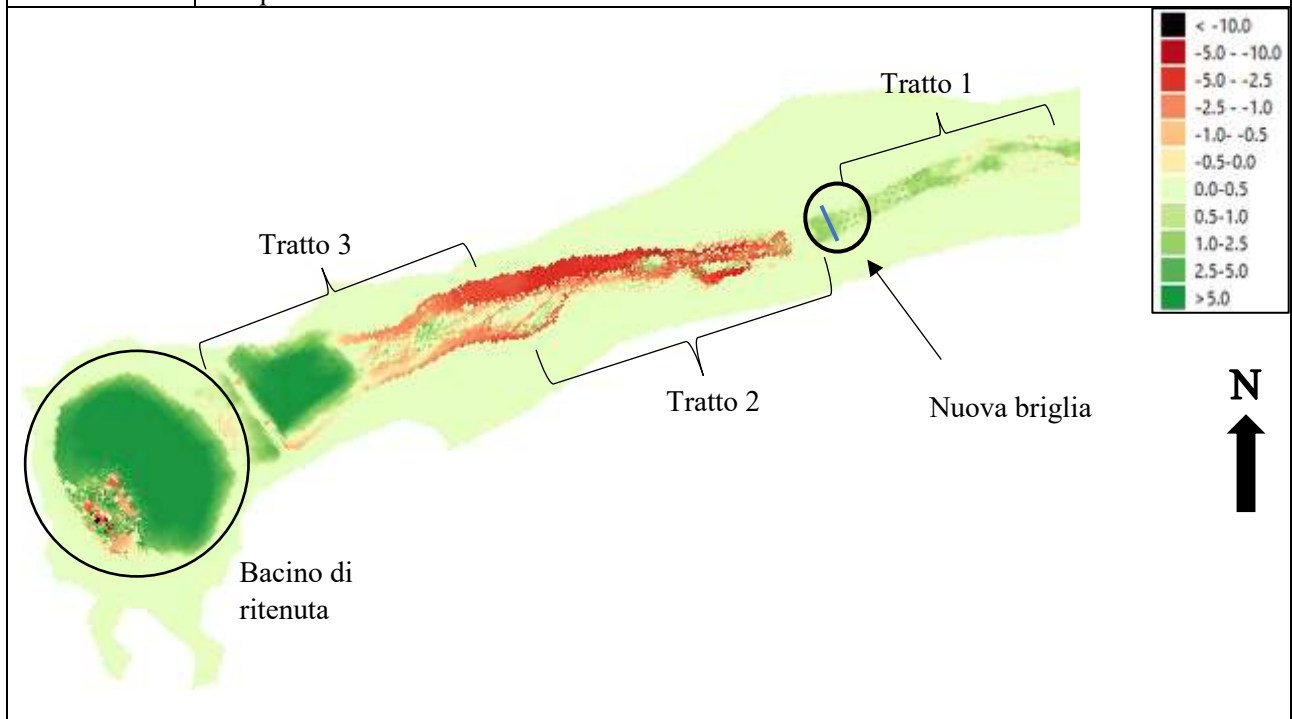 < -10.0
-5.0 - -10.0
-5.0 - -2.5
-2.5 - -1.0
-1.0- -0.5
-0.5-0.0
0.0-0.5
0.5-1.0
1.0-2.5
2.5-5.0
>5.0
Tratto 1
Tratto 3
Tratto 2
Nuova briglia
N
Bacino di
ritenuta